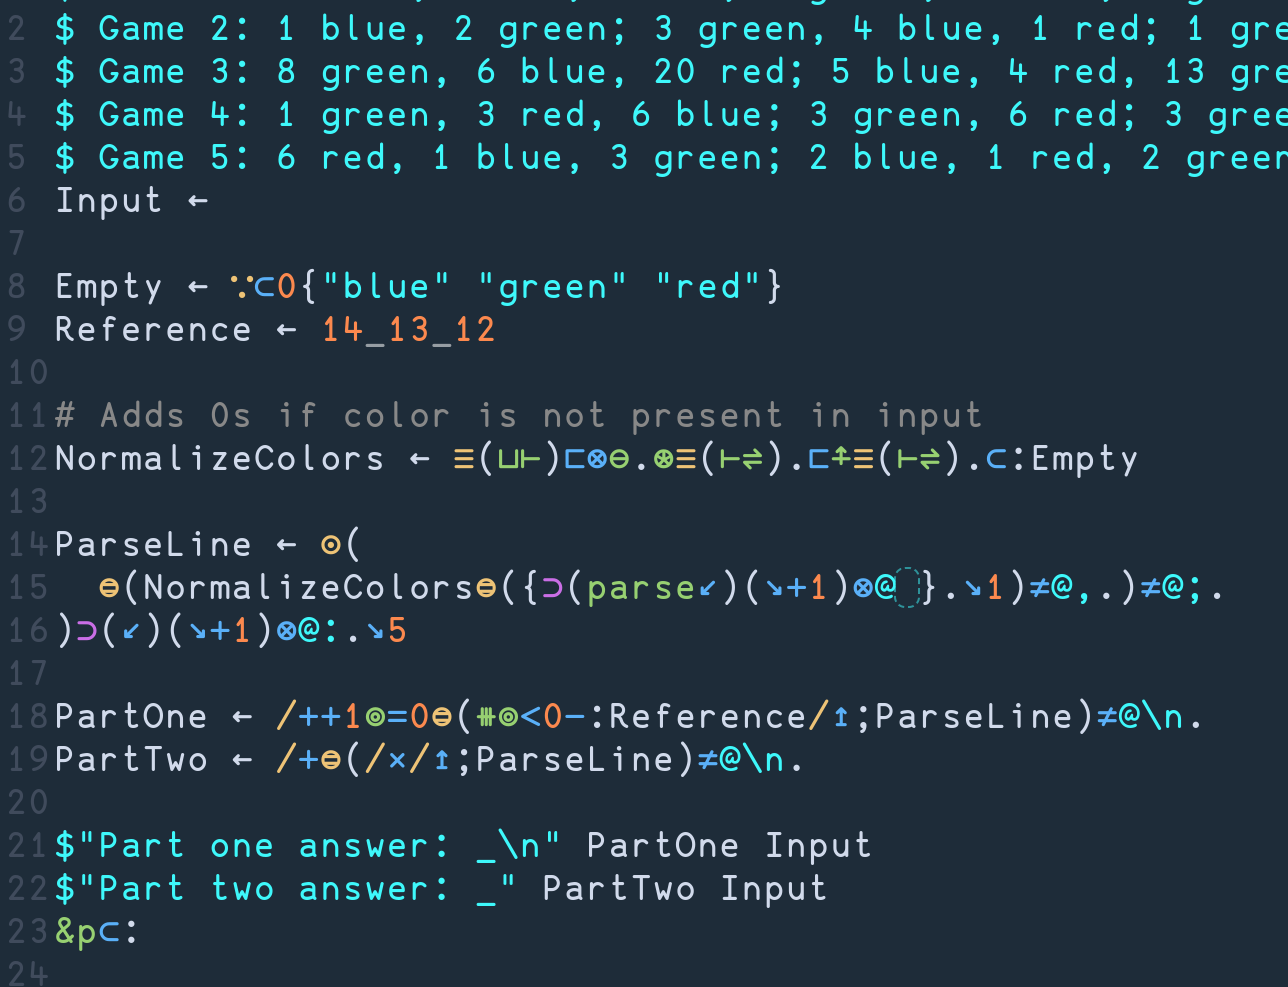 2 $ Game 2: 1 blue, 2 green; 3 green, 4 blue, 1 red; 1 gre
3 $ Game 3: 8 green, 6 blue, 20 red; 5 blue, 4 red, 13 gre
4 $ Game 4: 1 green, 3 red, 6 blue; 3 green, 6 red; 3 gree
5 $ Game 5: 6 red, 1 blue, 3 green; 2 blue, 1 red, 2 green
6 Input ←
7
8 Empty ← ∵⊂0{"blue" "green" "red"}
9 Reference ← 14_13_12
10
11 # Adds 0s if color is not present in input
12 NormalizeColors ← ≡(⊔⊢)⊏⊗⊖.⊛≡(⊢⇌).⊏⍏≡(⊢⇌).⊂:Empty
13
14 ParseLine ← ⊙(
15   ⊜(NormalizeColors⊜({⊃(parse↙)(↘+1)⊗@ }.↘1)≠@,.)≠@;.
16 )⊃(↙)(↘+1)⊗@:.↘5
17
18 PartOne ← /++1⊚=0⊜(⧻⊚<0-:Reference/↥;ParseLine)≠@\n.
19 PartTwo ← /+⊜(/×/↥;ParseLine)≠@\n.
20
21 $"Part one answer: _\n" PartOne Input
22 $"Part two answer: _" PartTwo Input
23 &p⊂:
24